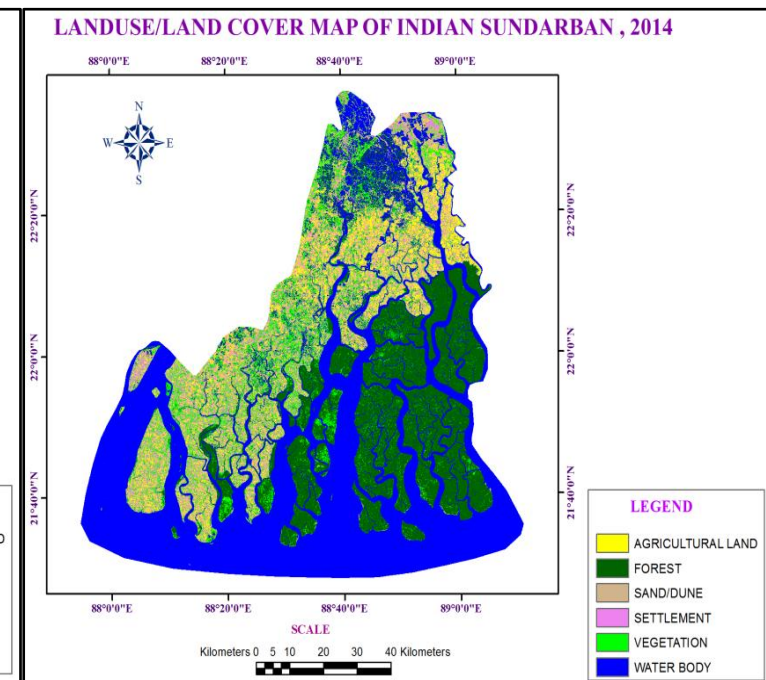 LANDUSE/LAND COVER MAP OF INDIAN SUNDARBAN , 2014
88°0'0"E 88°20'0"E 88°40'0"E 89°0'0"E
N
W E
S
22°20'0"N 22°20'0"N
22°0'0"N 22°0'0"N
21°40'0"N 21°40'0"N
88°0'0"E 88°20'0"E 88°40'0"E 89°0'0"E
SCALE
Kilometers 0 5 10 20 30 40 Kilometers
LEGEND
AGRICULTURAL LAND
FOREST
SAND/DUNE
SETTLEMENT
VEGETATION
WATER BODY